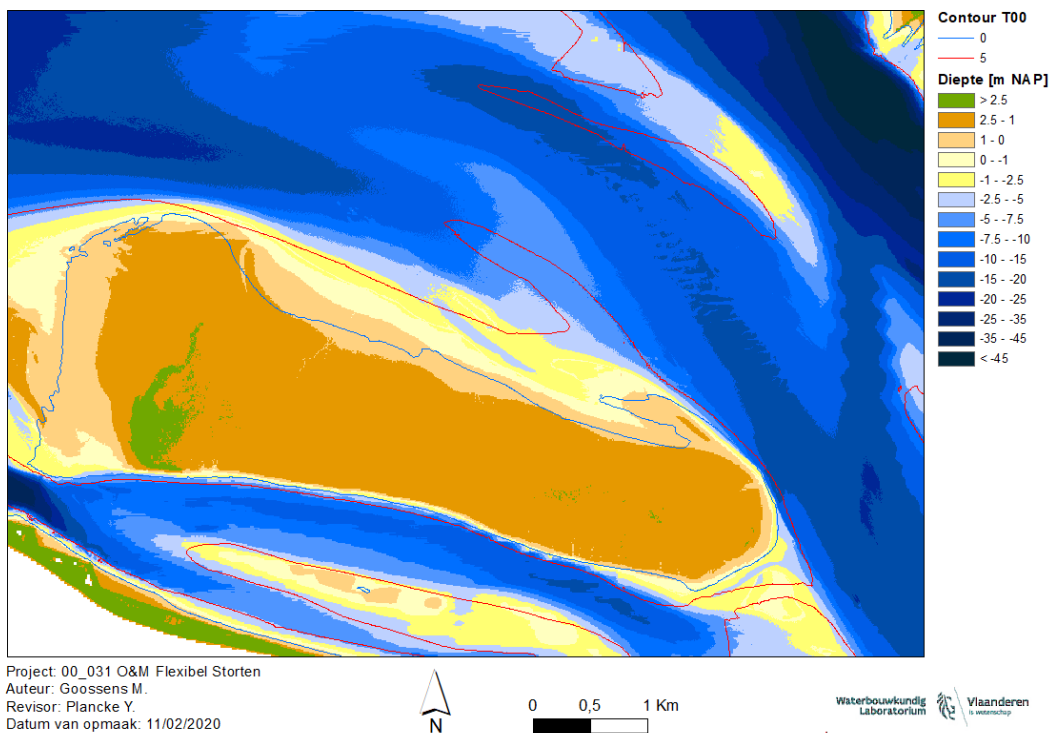 Contour T00
0
5
Diepte [m NAP]
> 2.5
2.5 - 1
1 - 0
0 - -1
-1 - -2.5
-2.5 - -5
-5 - -7.5
-7.5 - -10
-10 - -15
-15 - -20
-20 - -25
-25 - -35
-35 - -45
< -45
Project: 00_031 O&M Flexibel Storten
Auteur: Goossens M.
Revisor: Plancke Y.
Datum van opmaak: 11/02/2020
N
0 0,5 1 Km
Waterbouwkundig
Laboratorium
Vlaanderen
is wetenschap